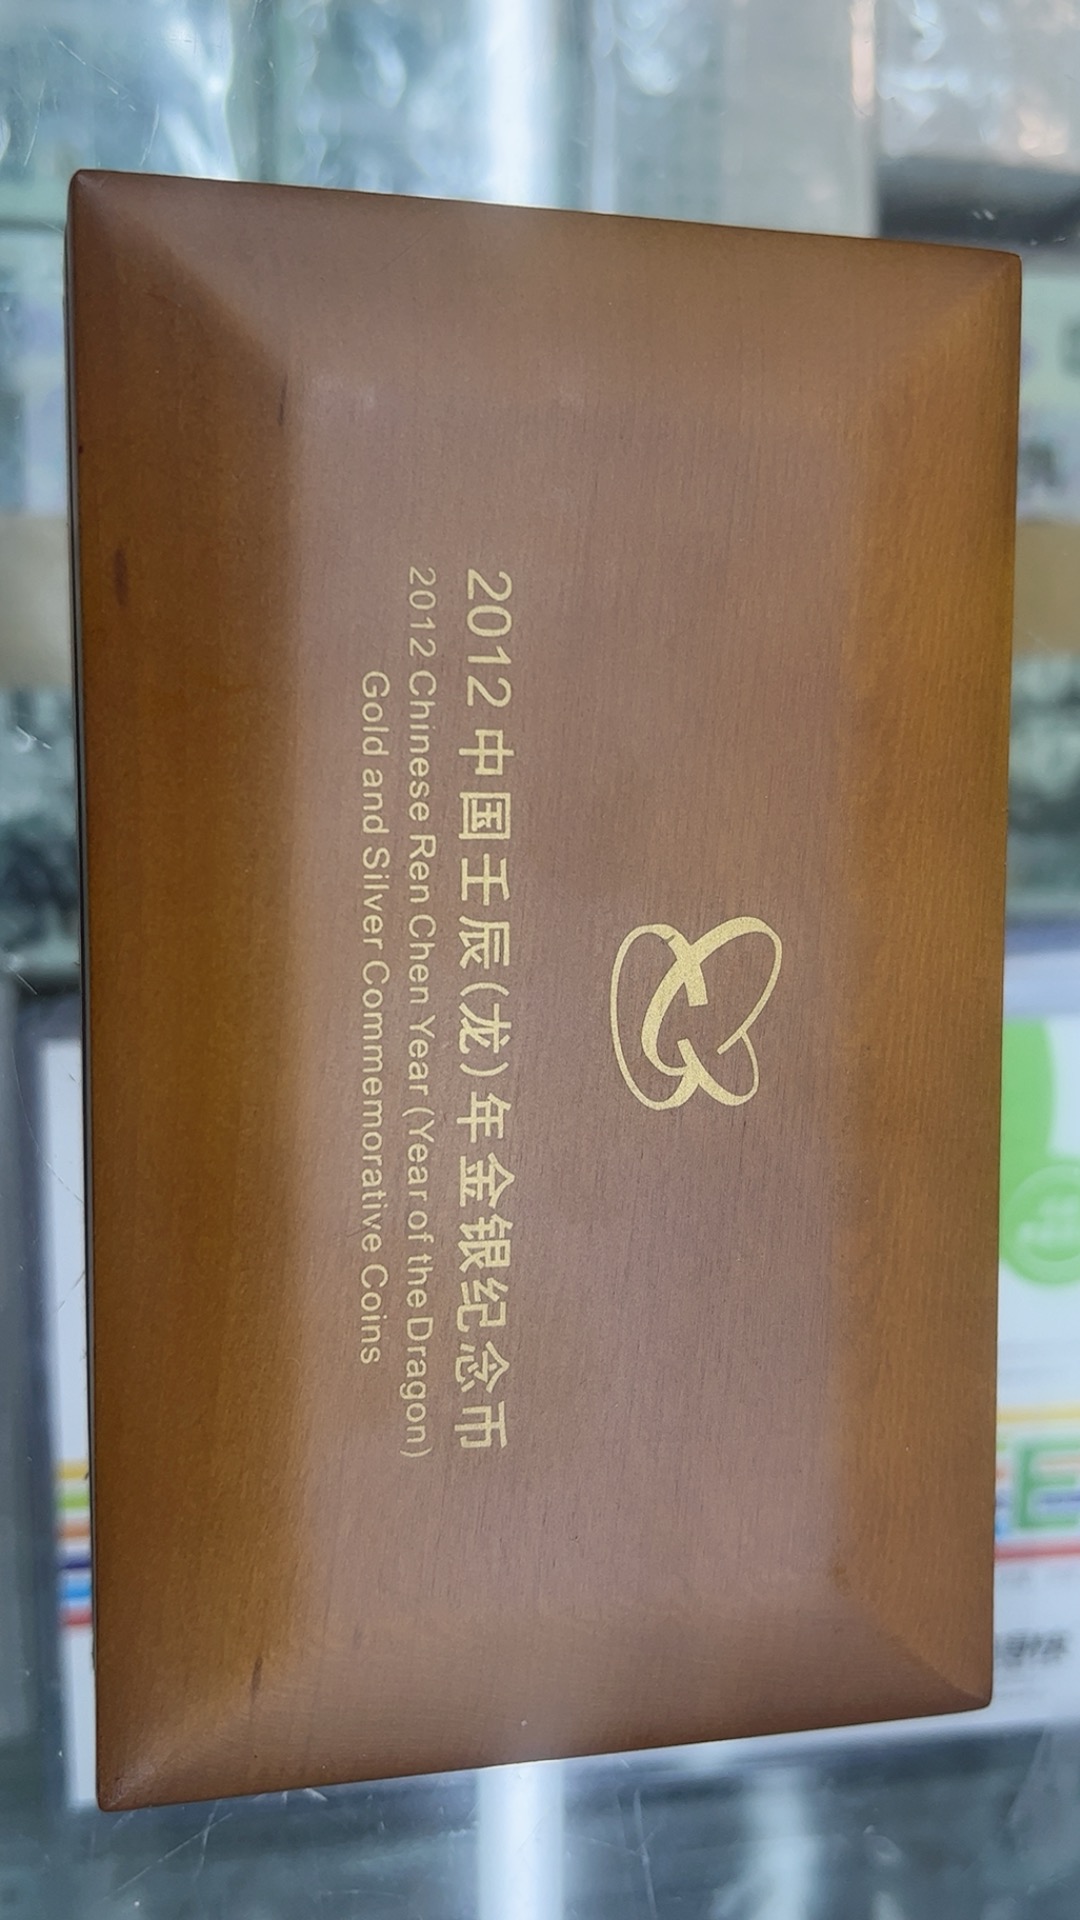 2012中国壬辰(龙)年金银纪念币
2012 Chinese Ren Chen Year (Year of the Dragon)
Gold and Silver Commemorative Coins